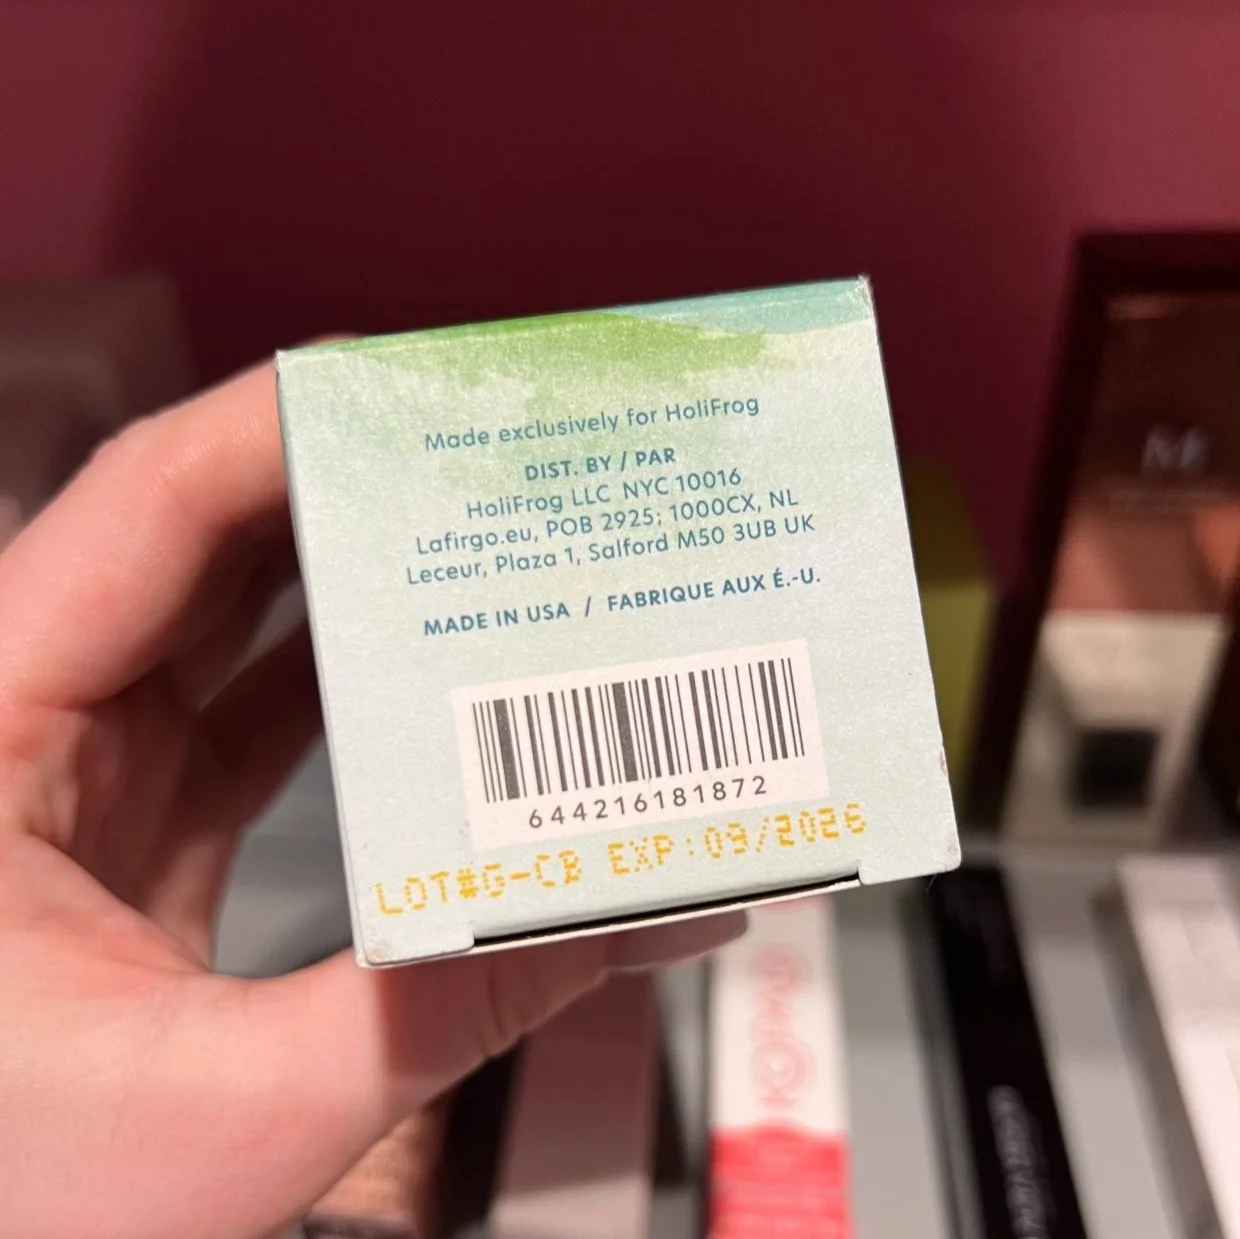 Made exclusively for HoliFrog
DIST. BY / PAR
HoliFrog LLC NYC 10016
Lafirgo.eu, POB 2925; 1000CX, NL
Leceur, Plaza 1, Salford M50 3UB UK
MADE IN USA / FABRIQUE AUX É.-U.
644216181872
LOT#G-CB EXP:09/2026